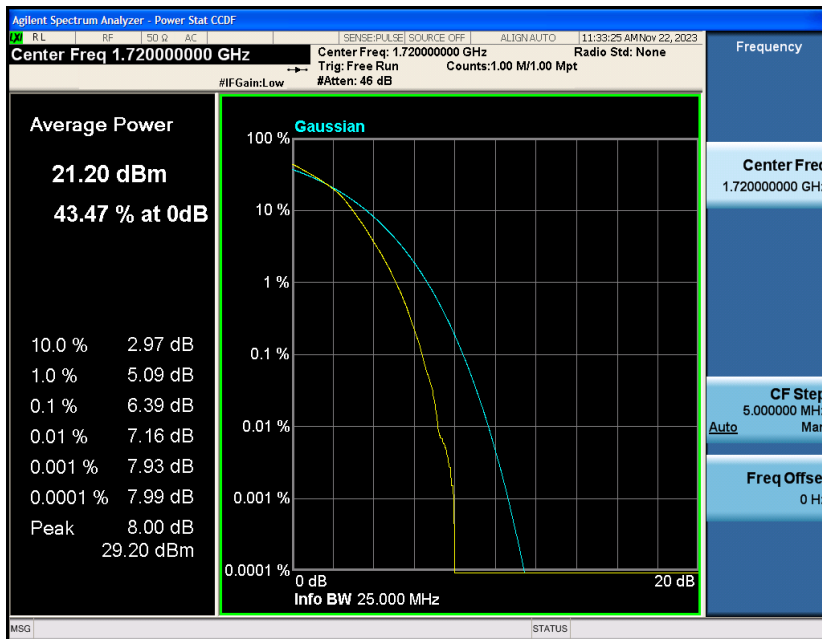 Agilent Spectrum Analyzer - Power Stat CCDF
LXI RL RF 50 Ω AC SENSE:PULSE SOURCE OFF ALIGN AUTO 11:33:25 AM Nov 22, 2023
Center Freq 1.720000000 GHz
Center Freq: 1.720000000 GHz
Radio Std: None
Trig: Free Run
Counts:1.00 M/1.00 Mpt
#IFGain:Low
#Atten: 46 dB
Average Power
21.20 dBm
43.47 % at 0dB
10.0 % 2.97 dB
1.0 % 5.09 dB
0.1 % 6.39 dB
0.01 % 7.16 dB
0.001 % 7.93 dB
0.0001 % 7.99 dB
Peak 8.00 dB
29.20 dBm
Gaussian
100 %
10 %
1 %
0.1 %
0.01 %
0.001 %
0.0001 %
0 dB
20 dB
Info BW 25.000 MHz
Frequency
Center Freq
1.720000000 GHz
CF Step
5.000000 MHz
Auto Man
Freq Offse
0 Hz
MSG
STATUS